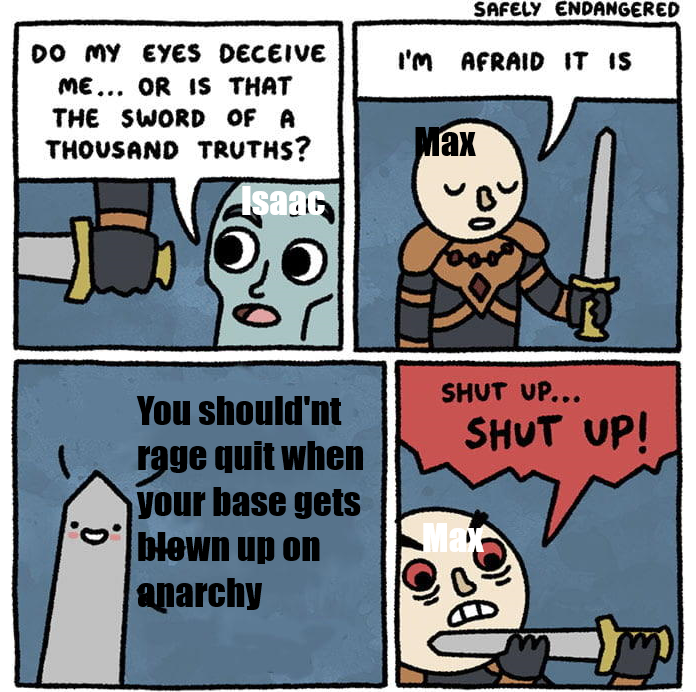 SAFELY ENDANGERED
DO MY EYES DECEIVE
ME... OR IS THAT
THE SWORD OF A
THOUSAND TRUTHS?
Isaac
I'M AFRAID IT IS
Max
You should'nt
rage quit when
your base gets
blown up on
anarchy
SHUT UP...
SHUT UP!
Max